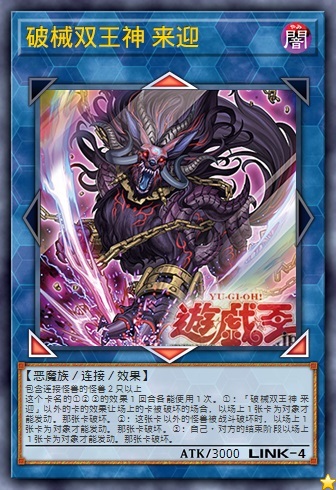 破械双王神 来迎
闇
YU-GI-OH!
遊戯王
【恶魔族／连接／效果】
包含连接怪兽的怪兽２只以上
这个卡名的①②③的效果１回合各能使用１次。①：「破械双王神 来
迎」以外的卡的效果让场上的卡被破坏的场合，以场上１张卡为对象才
能发动。那张卡破坏。②：这张卡以外的怪兽被战斗破坏时，以场上１
张卡为对象才能发动。那张卡破坏。③：自己·对方的结束阶段以场上
１张卡为对象才能发动。那张卡破坏。
ATK/3000 LINK-4